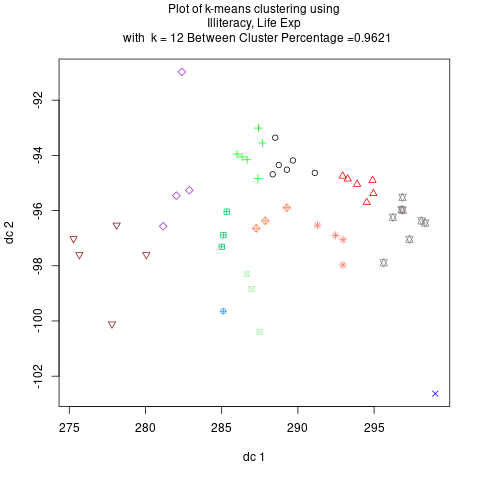 Plot of k-means clustering using
Illiteracy, Life Exp
with  k = 12 Between Cluster Percentage =0.9621
dc 2
-92
-94
-96
-98
-100
-102
275
280
285
290
295
dc 1